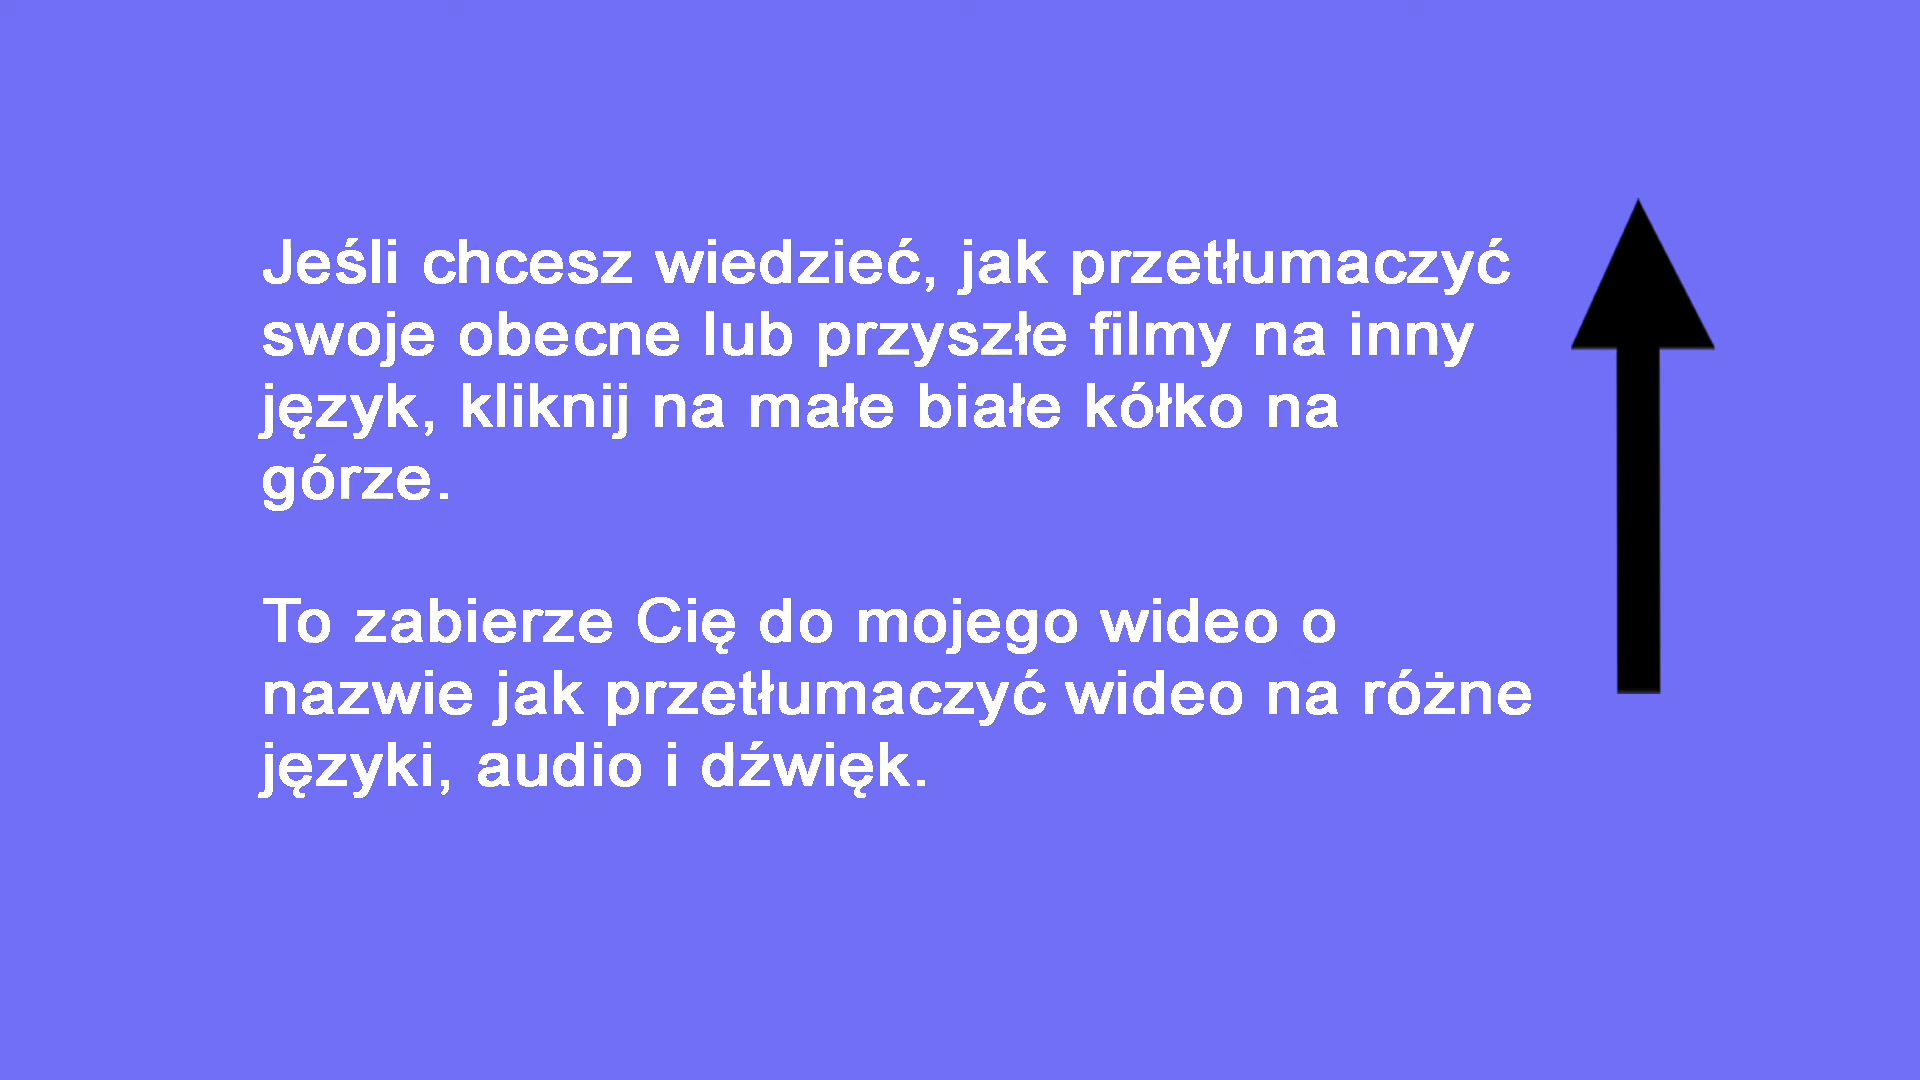 Jeśli chcesz wiedzieć, jak przetłumaczyć
swoje obecne lub przyszłe filmy na inny
język, kliknij na małe białe kółko na
górze.
To zabierze Cię do mojego wideo o
nazwie jak przetłumaczyć wideo na różne
języki, audio i dźwięk.